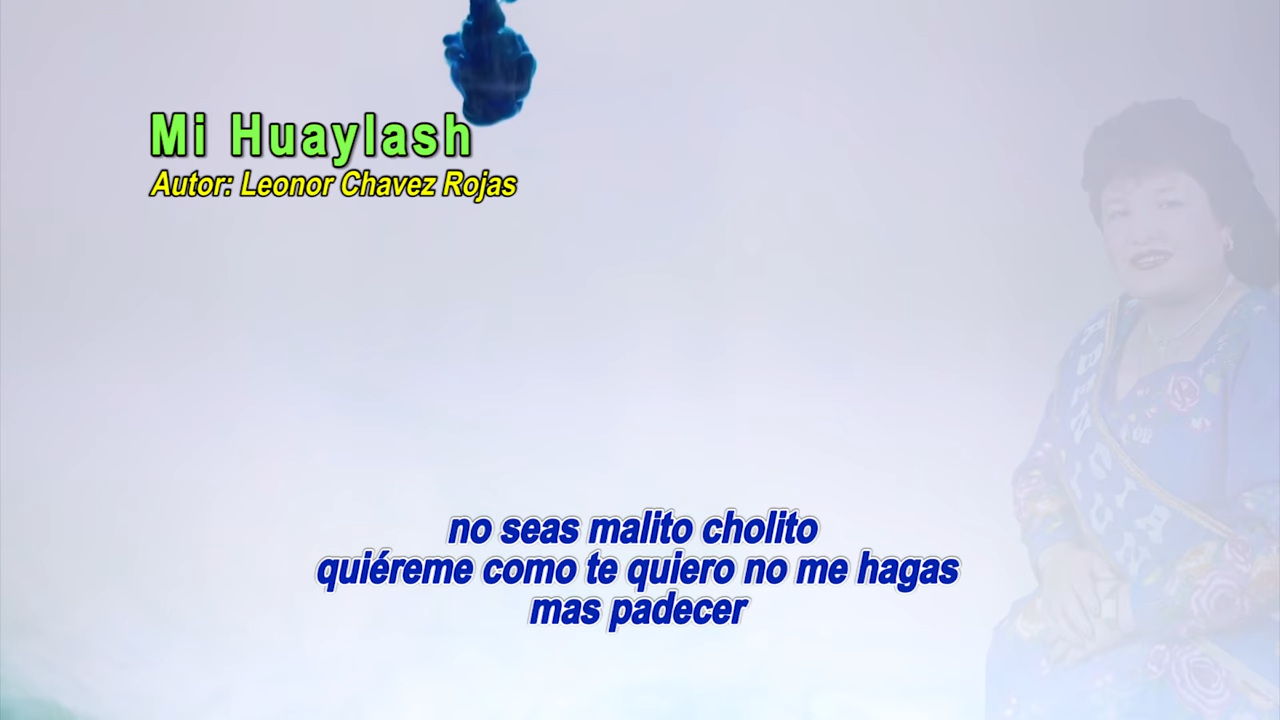 Mi Huaylash
Autor: Leonor Chavez Rojas
no seas malito cholito
quiéreme como te quiero no me hagas
mas padecer